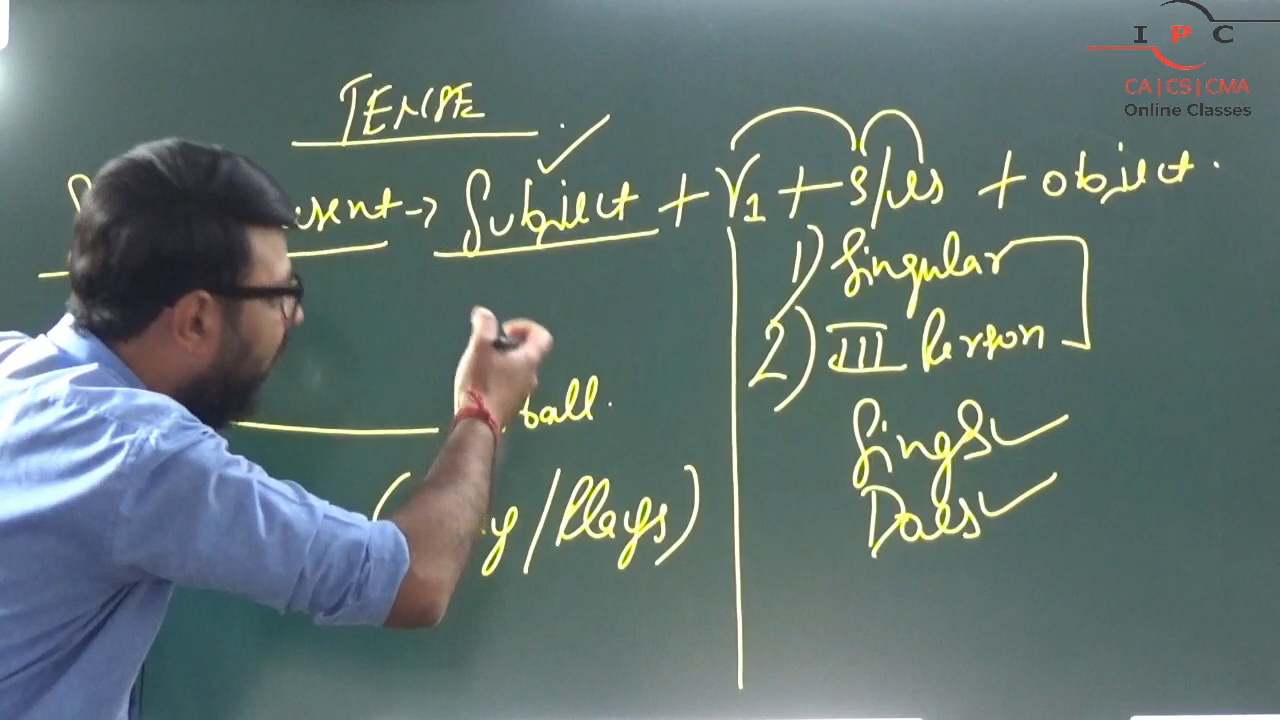 I P C
CA|CS|CMA
Online Classes
TENSE
Subject + V1 + s/es + object.
1) Singular
2) III Person
ball.
/Plays)
SingS
Does